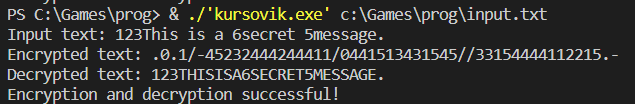 PS C:\Games\prog> & ./'kursovik.exe' c:\Games\prog\input.txt
Input text: 123This is a 6secret 5message.
Encrypted text: .0.1/-45232444244411/0441513431545//33154444112215.-
Decrypted text: 123THISISA6SECRET5MESSAGE.
Encryption and decryption successful!